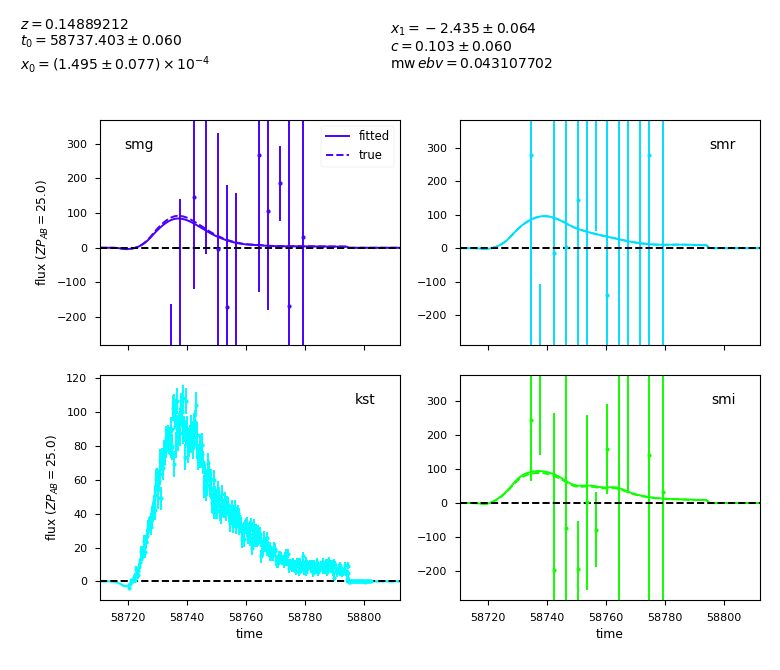 z = 0.14889212
t₀ = 58737.403 ± 0.060
x₀ = (1.495 ± 0.077) × 10⁻⁴
x₁ = −2.435 ± 0.064
c = 0.103 ± 0.060
mw ebv = 0.043107702
smg
fitted
true
300
200
100
0
−100
−200
flux (ZP_AB = 25.0)
smr
300
200
100
0
−100
−200
kst
120
100
80
60
40
20
0
flux (ZP_AB = 25.0)
58720 58740 58760 58780 58800
time
smi
300
200
100
0
−100
−200
58720 58740 58760 58780 58800
time